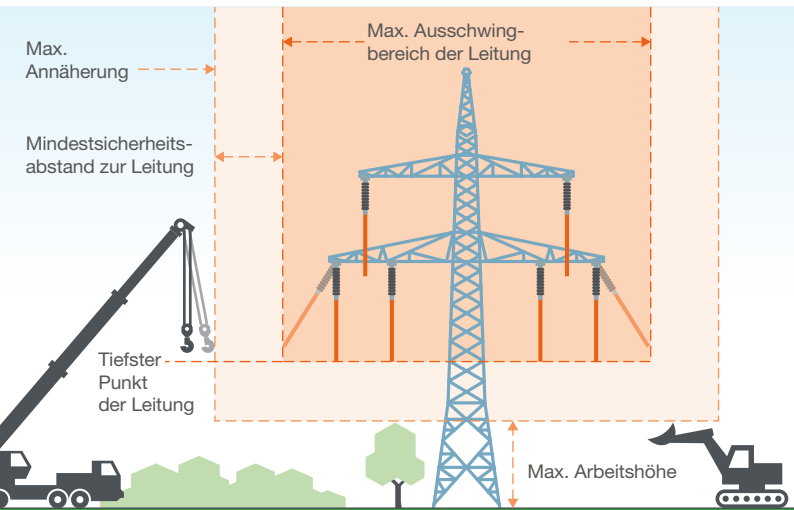 Max. Ausschwing-
bereich der Leitung
Max.
Annäherung
Mindestsicherheits-
abstand zur Leitung
Tiefster
Punkt
der Leitung
Max. Arbeitshöhe